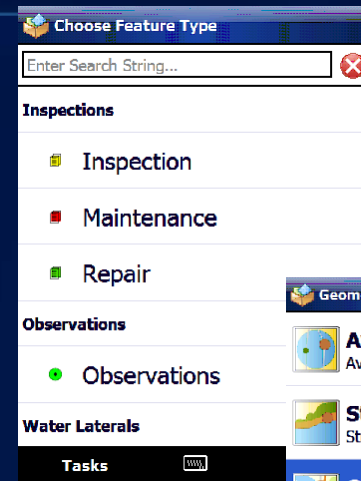 Choose Feature Type
Enter Search String...
Inspections
Inspection
Maintenance
Repair
Observations
Observations
Water Laterals
Tasks
Geom
Av
Av
St
St